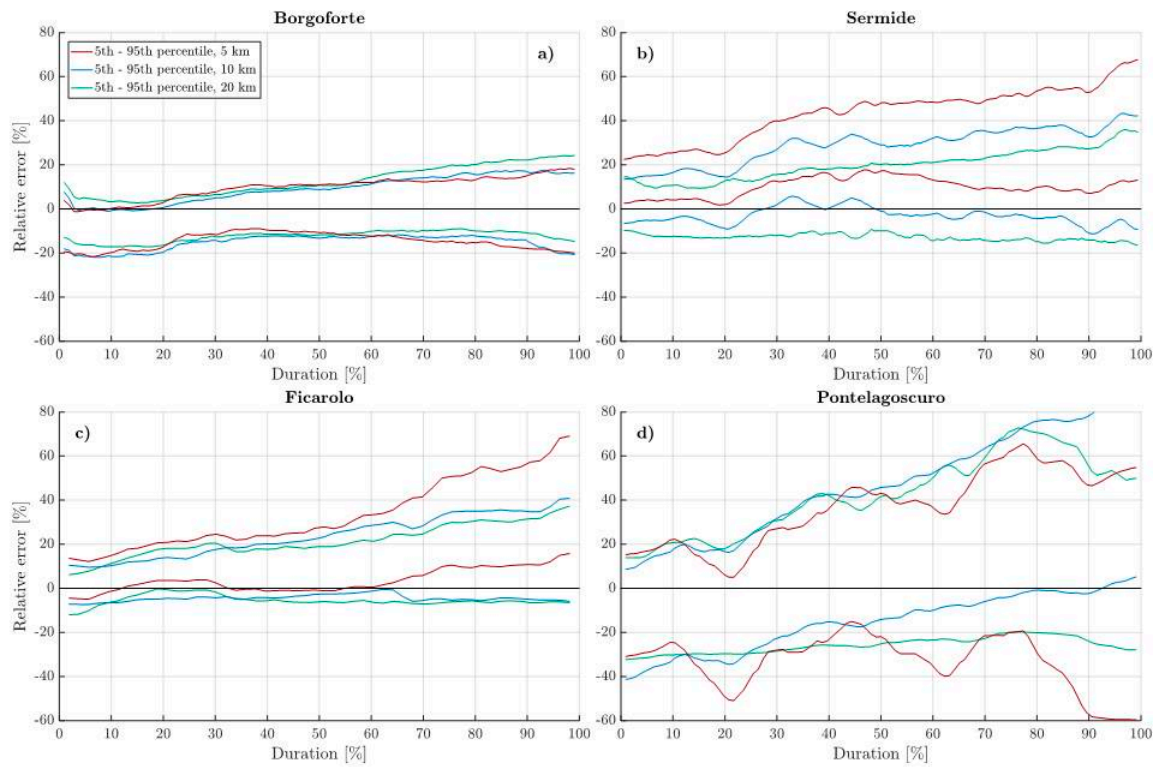 Borgoforte
80
60
40
20
0
-20
-40
-60
Relative error [%]
5th - 95th percentile, 5 km
5th - 95th percentile, 10 km
5th - 95th percentile, 20 km
a)
0 10 20 30 40 50 60 70 80 90 100
Duration [%]
Sermide
80
60
40
20
0
-20
-40
-60
b)
0 10 20 30 40 50 60 70 80 90 100
Duration [%]
Ficarolo
80
60
40
20
0
-20
-40
-60
Relative error [%]
c)
0 10 20 30 40 50 60 70 80 90 100
Duration [%]
Pontelagoscuro
80
60
40
20
0
-20
-40
-60
d)
0 10 20 30 40 50 60 70 80 90 100
Duration [%]